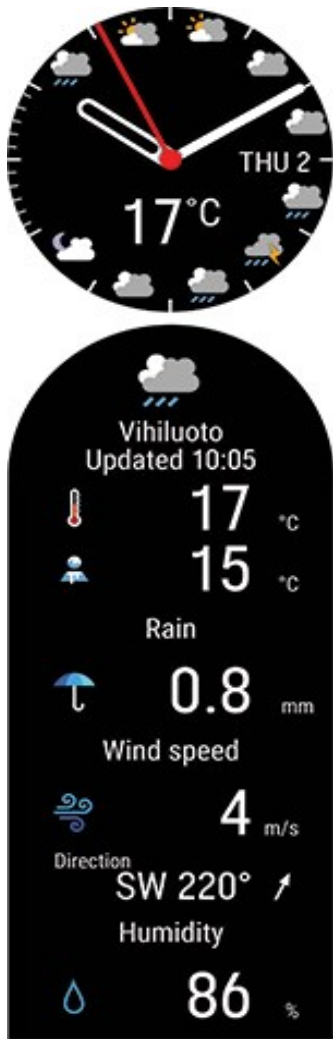 THU 2
17°C
Vihiluoto
Updated 10:05
17 °C
15 °C
Rain
0.8 mm
Wind speed
4 m/s
Direction
SW 220°
Humidity
86 %